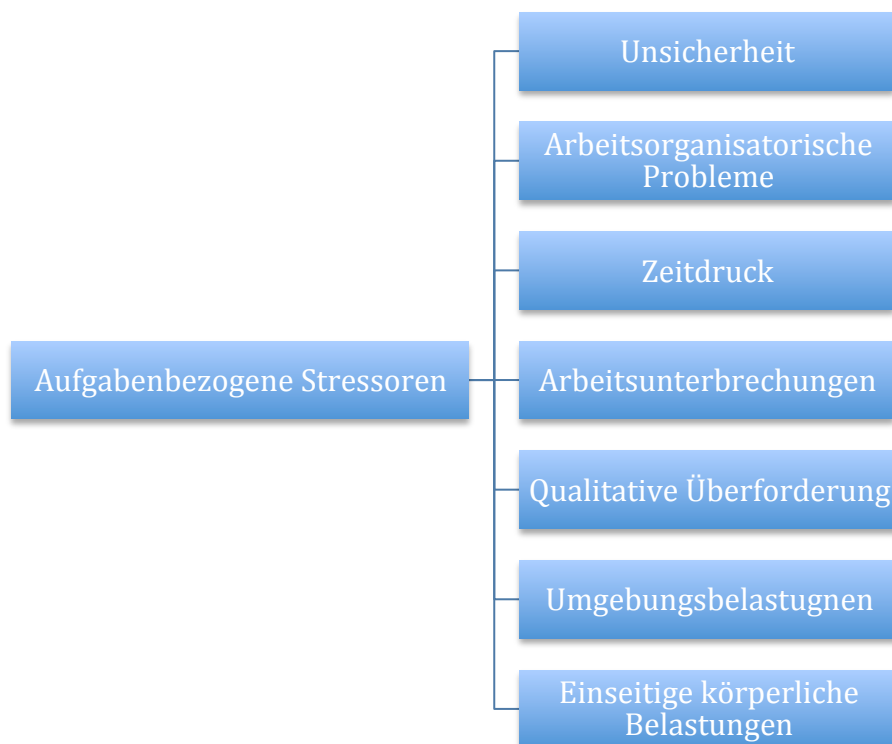 Unsicherheit
Arbeitsorganisatorische
Probleme
Zeitdruck
Aufgabenbezogene Stressoren
Arbeitsunterbrechungen
Qualitative Überforderung
Umgebungsbelastugnen
Einseitige körperliche
Belastungen